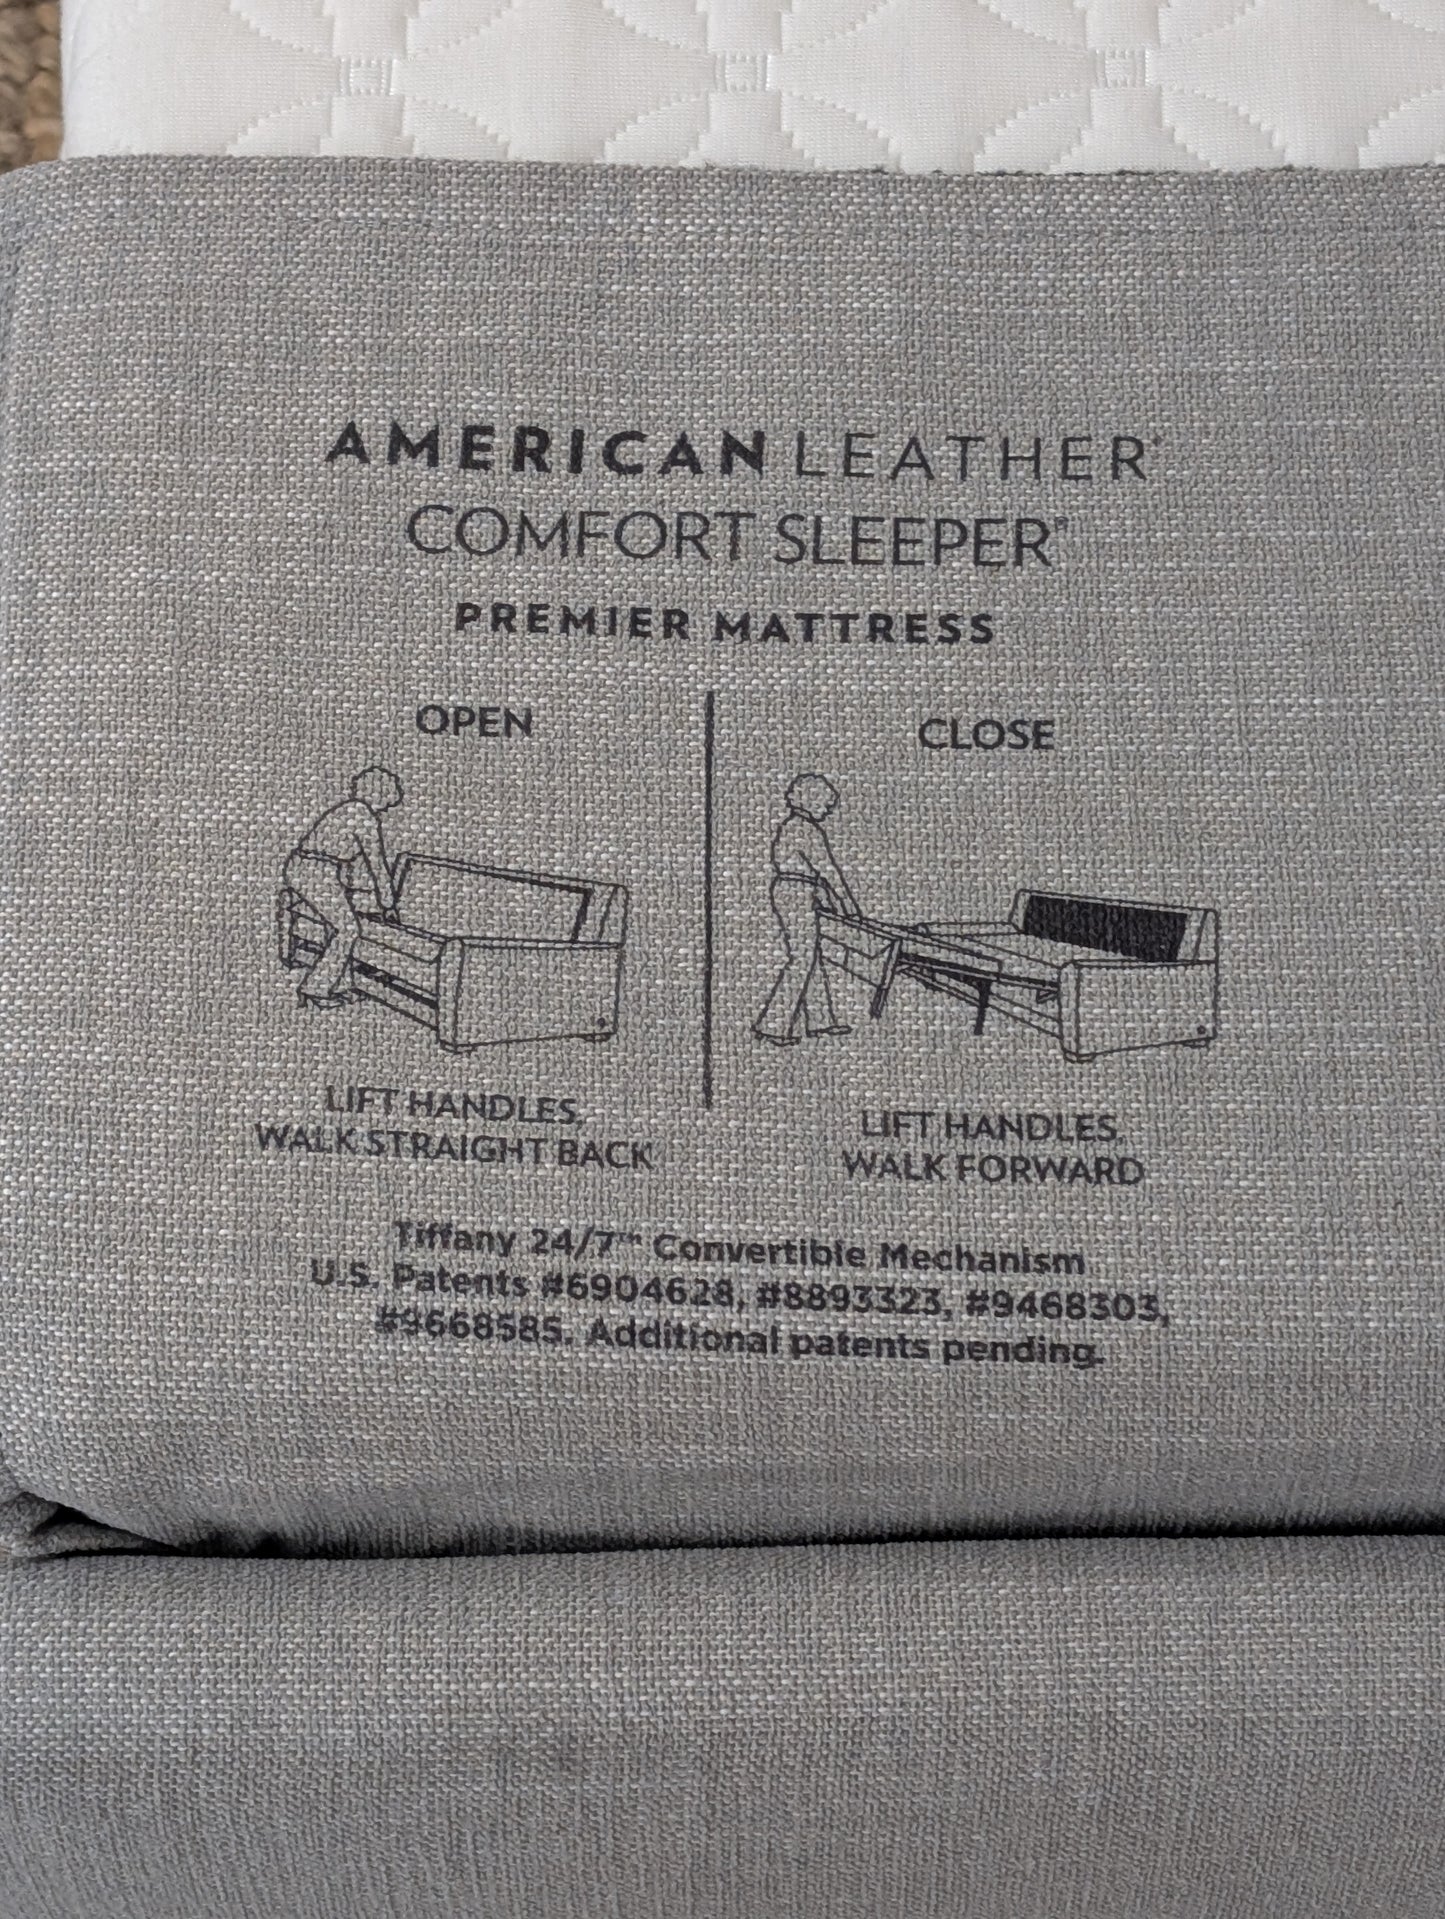 AMERICAN LEATHER®
COMFORT SLEEPER®
PREMIER MATTRESS
OPEN
LIFT HANDLES,
WALK STRAIGHT BACK
CLOSE
LIFT HANDLES,
WALK FORWARD
Tiffany 24/7™ Convertible Mechanism
U.S. Patents #6904628, #8893323, #9468303,
#9668585. Additional patents pending.